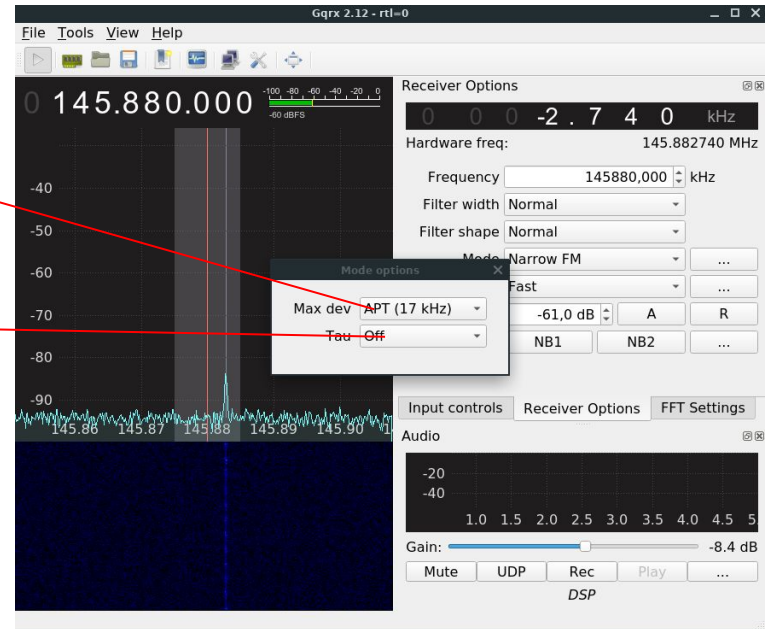 Gqrx 2.12 - rtl=0
File Tools View Help
0 145.880.000
-100 -80 -60 -40 -20 0
-60 dBFS
-40
-50
-60
-70
-80
-90
145.86 145.87 145.88 145.89 145.90 1
Receiver Options
0 0 0 -2.740 kHz
Hardware freq: 145.882740 MHz
Frequency 145880,000 kHz
Filter width Normal
Filter shape Normal
Mode Narrow FM ...
Fast ...
-61,0 dB A R
NB1 NB2 ...
Mode options
Max dev APT (17 kHz)
Tau Off
Input controls Receiver Options FFT Settings
Audio
-20
-40
1.0 1.5 2.0 2.5 3.0 3.5 4.0 4.5 5.
Gain: -8.4 dB
Mute UDP Rec Play ...
DSP